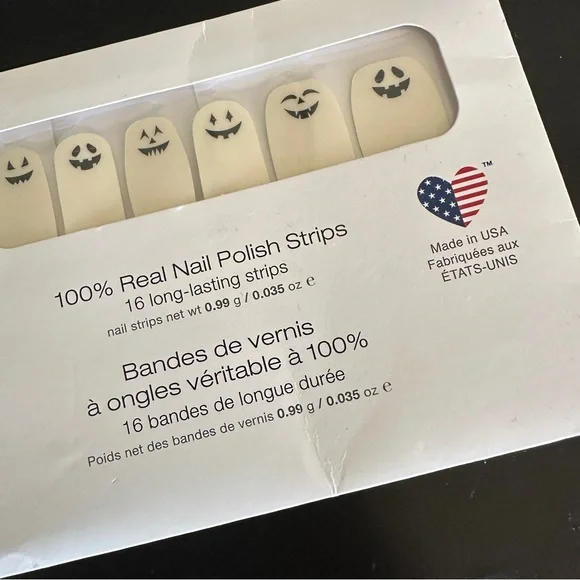 100% Real Nail Polish Strips
16 long-lasting strips
nail strips net wt 0.99 g / 0.035 oz e
Bandes de vernis
à ongles véritable à 100%
16 bandes de longue durée
Poids net des bandes de vernis 0.99 g / 0.035 oz e
TM
Made in USA
Fabriquées aux
ÉTATS-UNIS